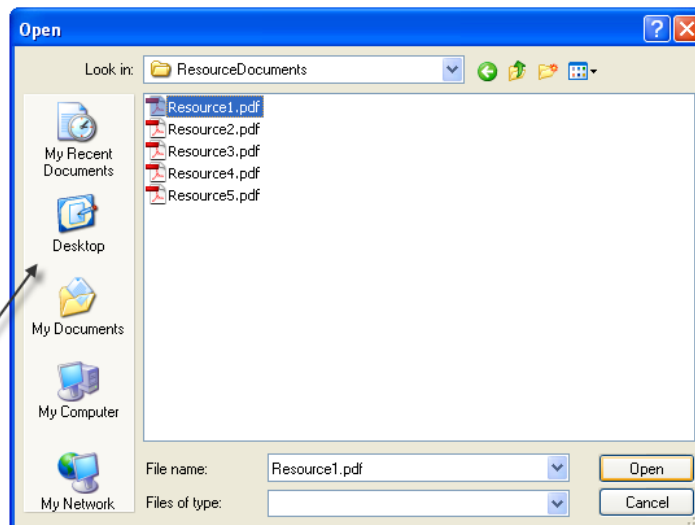 Open
Look in: ResourceDocuments
My Recent
Documents
Desktop
My Documents
My Computer
My Network
Resource1.pdf
Resource2.pdf
Resource3.pdf
Resource4.pdf
Resource5.pdf
File name: Resource1.pdf Open
Files of type: Cancel